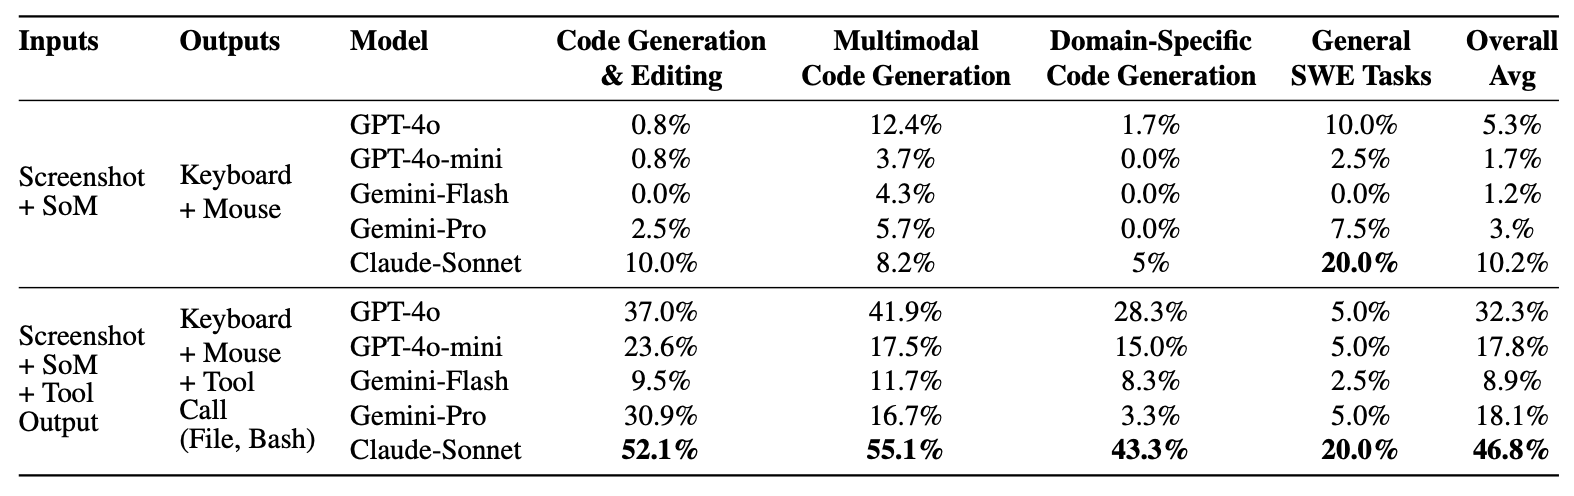 Inputs Outputs Model Code Generation & Editing Multimodal Code Generation Domain-Specific Code Generation General SWE Tasks Overall Avg
Screenshot + SoM
Keyboard + Mouse
GPT-4o 0.8% 12.4% 1.7% 10.0% 5.3%
GPT-4o-mini 0.8% 3.7% 0.0% 2.5% 1.7%
Gemini-Flash 0.0% 4.3% 0.0% 0.0% 1.2%
Gemini-Pro 2.5% 5.7% 0.0% 7.5% 3.%
Claude-Sonnet 10.0% 8.2% 5% 20.0% 10.2%
Screenshot + SoM + Tool Output
Keyboard + Mouse + Tool Call (File, Bash)
GPT-4o 37.0% 41.9% 28.3% 5.0% 32.3%
GPT-4o-mini 23.6% 17.5% 15.0% 5.0% 17.8%
Gemini-Flash 9.5% 11.7% 8.3% 2.5% 8.9%
Gemini-Pro 30.9% 16.7% 3.3% 5.0% 18.1%
Claude-Sonnet 52.1% 55.1% 43.3% 20.0% 46.8%